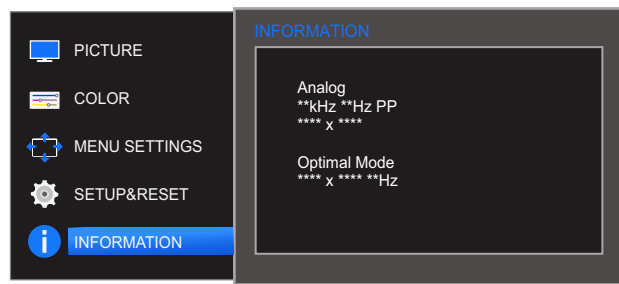 PICTURE
COLOR
MENU SETTINGS
SETUP&RESET
INFORMATION
INFORMATION
Analog
**kHz **Hz PP
**** x ****
Optimal Mode
**** x **** **Hz